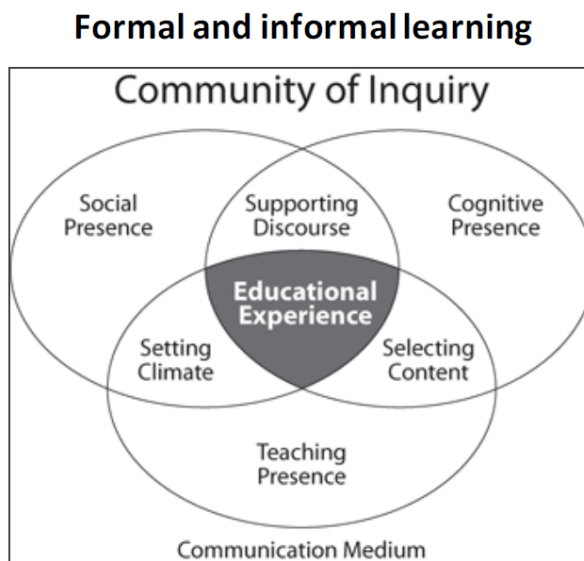 Formal and informal learning
Community of Inquiry
Social
Presence
Supporting
Discourse
Cognitive
Presence
Educational
Experience
Setting
Climate
Selecting
Content
Teaching
Presence
Communication Medium